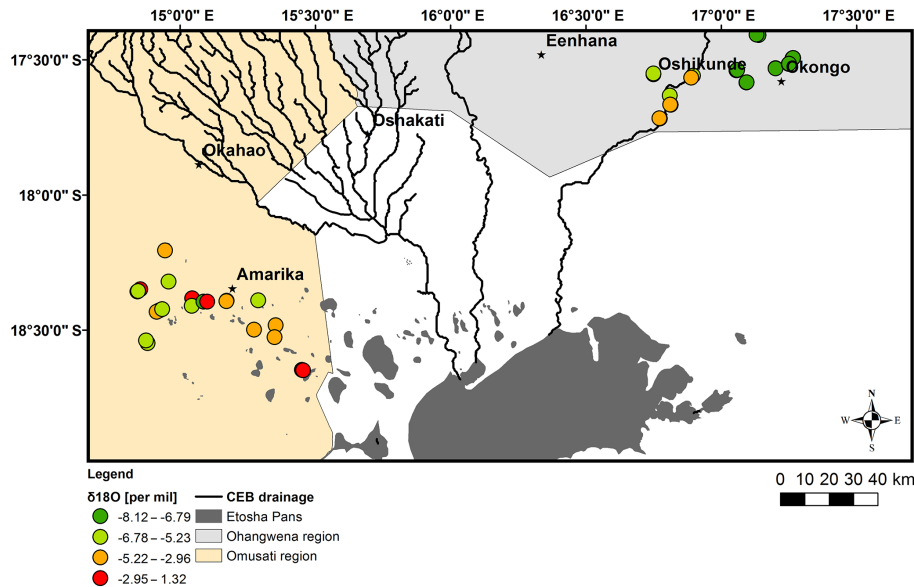 15°0'0" E 15°30'0" E 16°0'0" E 16°30'0" E 17°0'0" E 17°30'0" E
17°30'0" S
18°0'0" S
18°30'0" S
Eenhana
Oshikunde
Okongo
Oshakati
Okahao
Amarika
N
W E
S
Legend
δ18O [per mil]
-8.12 – -6.79
-6.78 – -5.23
-5.22 – -2.96
-2.95 – 1.32
CEB drainage
Etosha Pans
Ohangwena region
Omusati region
0 10 20 30 40 km